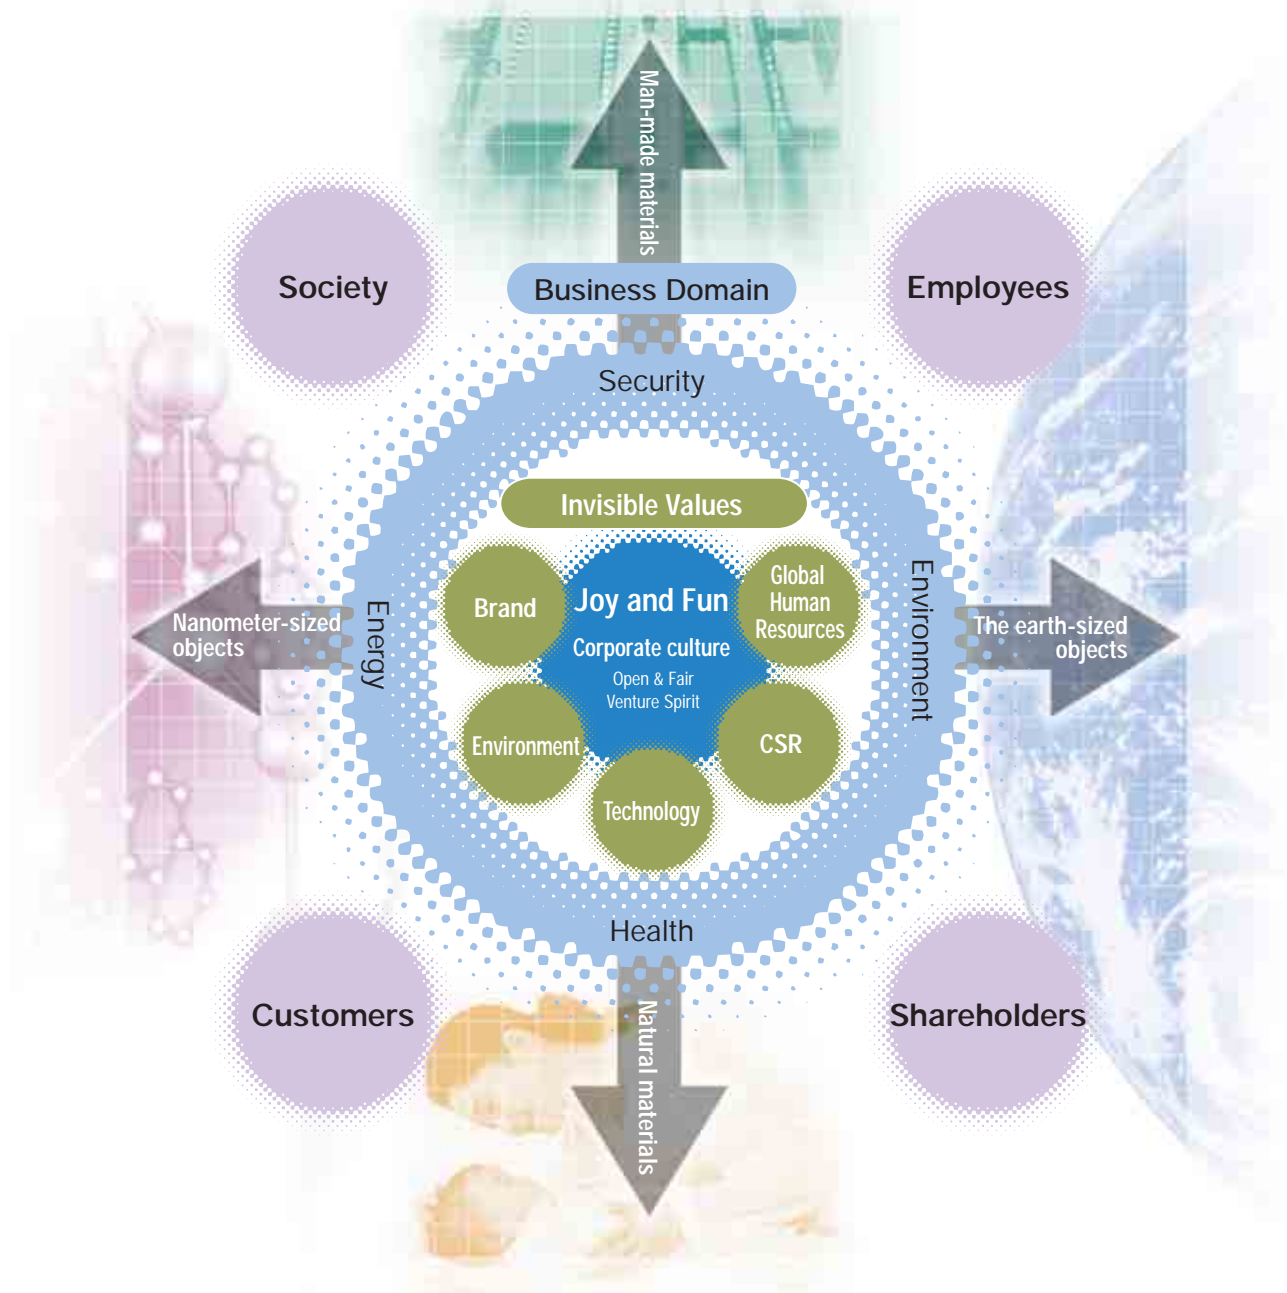 Man-made materials
Society
Business Domain
Employees
Security
Invisible Values
Brand
Joy and Fun
Global
Human
Resources
Corporate culture
Open & Fair
Venture Spirit
Energy
Environment
Nanometer-sized
objects
The earth-sized
objects
Environment
CSR
Technology
Health
Customers
Shareholders
Natural materials